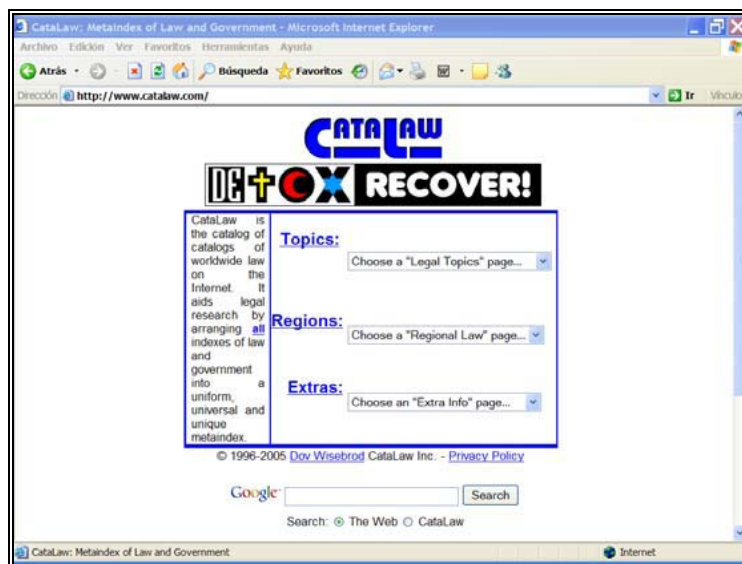 CataLaw: Metaindex of Law and Government - Microsoft Internet Explorer
Archivo Edición Ver Favoritos Herramientas Ayuda
Atrás Búsqueda Favoritos
Dirección http://www.catalaw.com/ Ir Vínculo
CATALAW
DETOX RECOVER!
CataLaw is
the catalog of
catalogs of
worldwide law
on the
Internet. It
aids legal
research by
arranging all
indexes of law
and
government
into a
uniform,
universal and
unique
metaindex.
Topics:
Choose a "Legal Topics" page...
Regions:
Choose a "Regional Law" page...
Extras:
Choose an "Extra Info" page...
© 1996-2005 Dov Wisebrod CataLaw Inc. - Privacy Policy
Google Search
Search: The Web CataLaw
CataLaw: Metaindex of Law and Government Internet